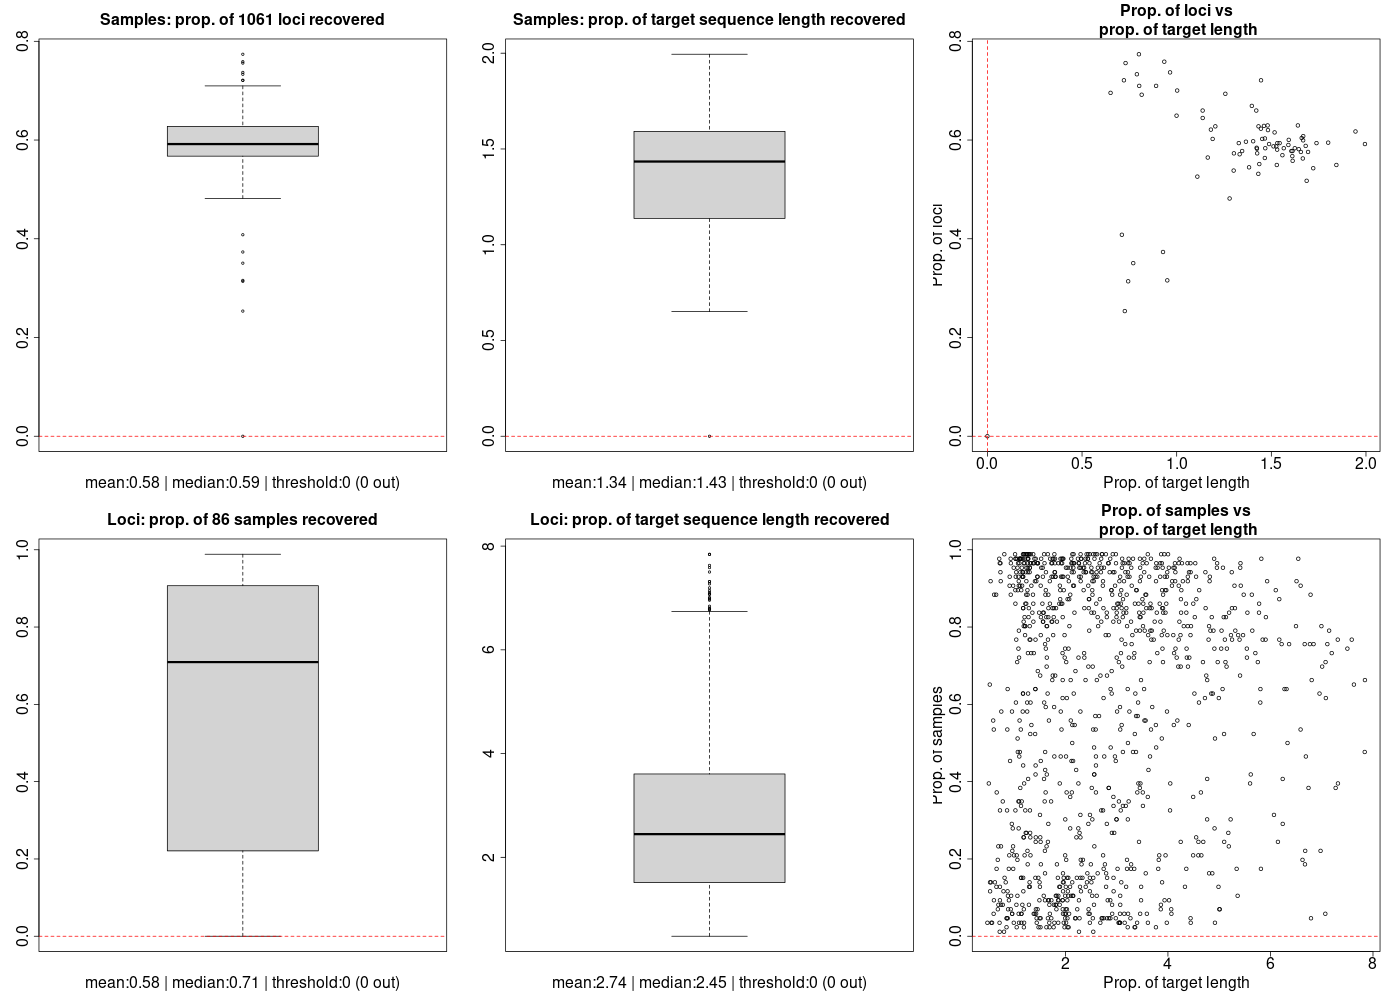 Samples: prop. of 1061 loci recovered
0.0 0.2 0.4 0.6 0.8
mean:0.58 | median:0.59 | threshold:0 (0 out)
Samples: prop. of target sequence length recovered
0.0 0.5 1.0 1.5 2.0
mean:1.34 | median:1.43 | threshold:0 (0 out)
Prop. of loci vs
prop. of target length
Prop. of loci
0.0 0.2 0.4 0.6 0.8
0.0 0.5 1.0 1.5 2.0
Prop. of target length
Loci: prop. of 86 samples recovered
0.0 0.2 0.4 0.6 0.8 1.0
mean:0.58 | median:0.71 | threshold:0 (0 out)
Loci: prop. of target sequence length recovered
2 4 6 8
mean:2.74 | median:2.45 | threshold:0 (0 out)
Prop. of samples vs
prop. of target length
Prop. of samples
0.0 0.2 0.4 0.6 0.8 1.0
2 4 6 8
Prop. of target length